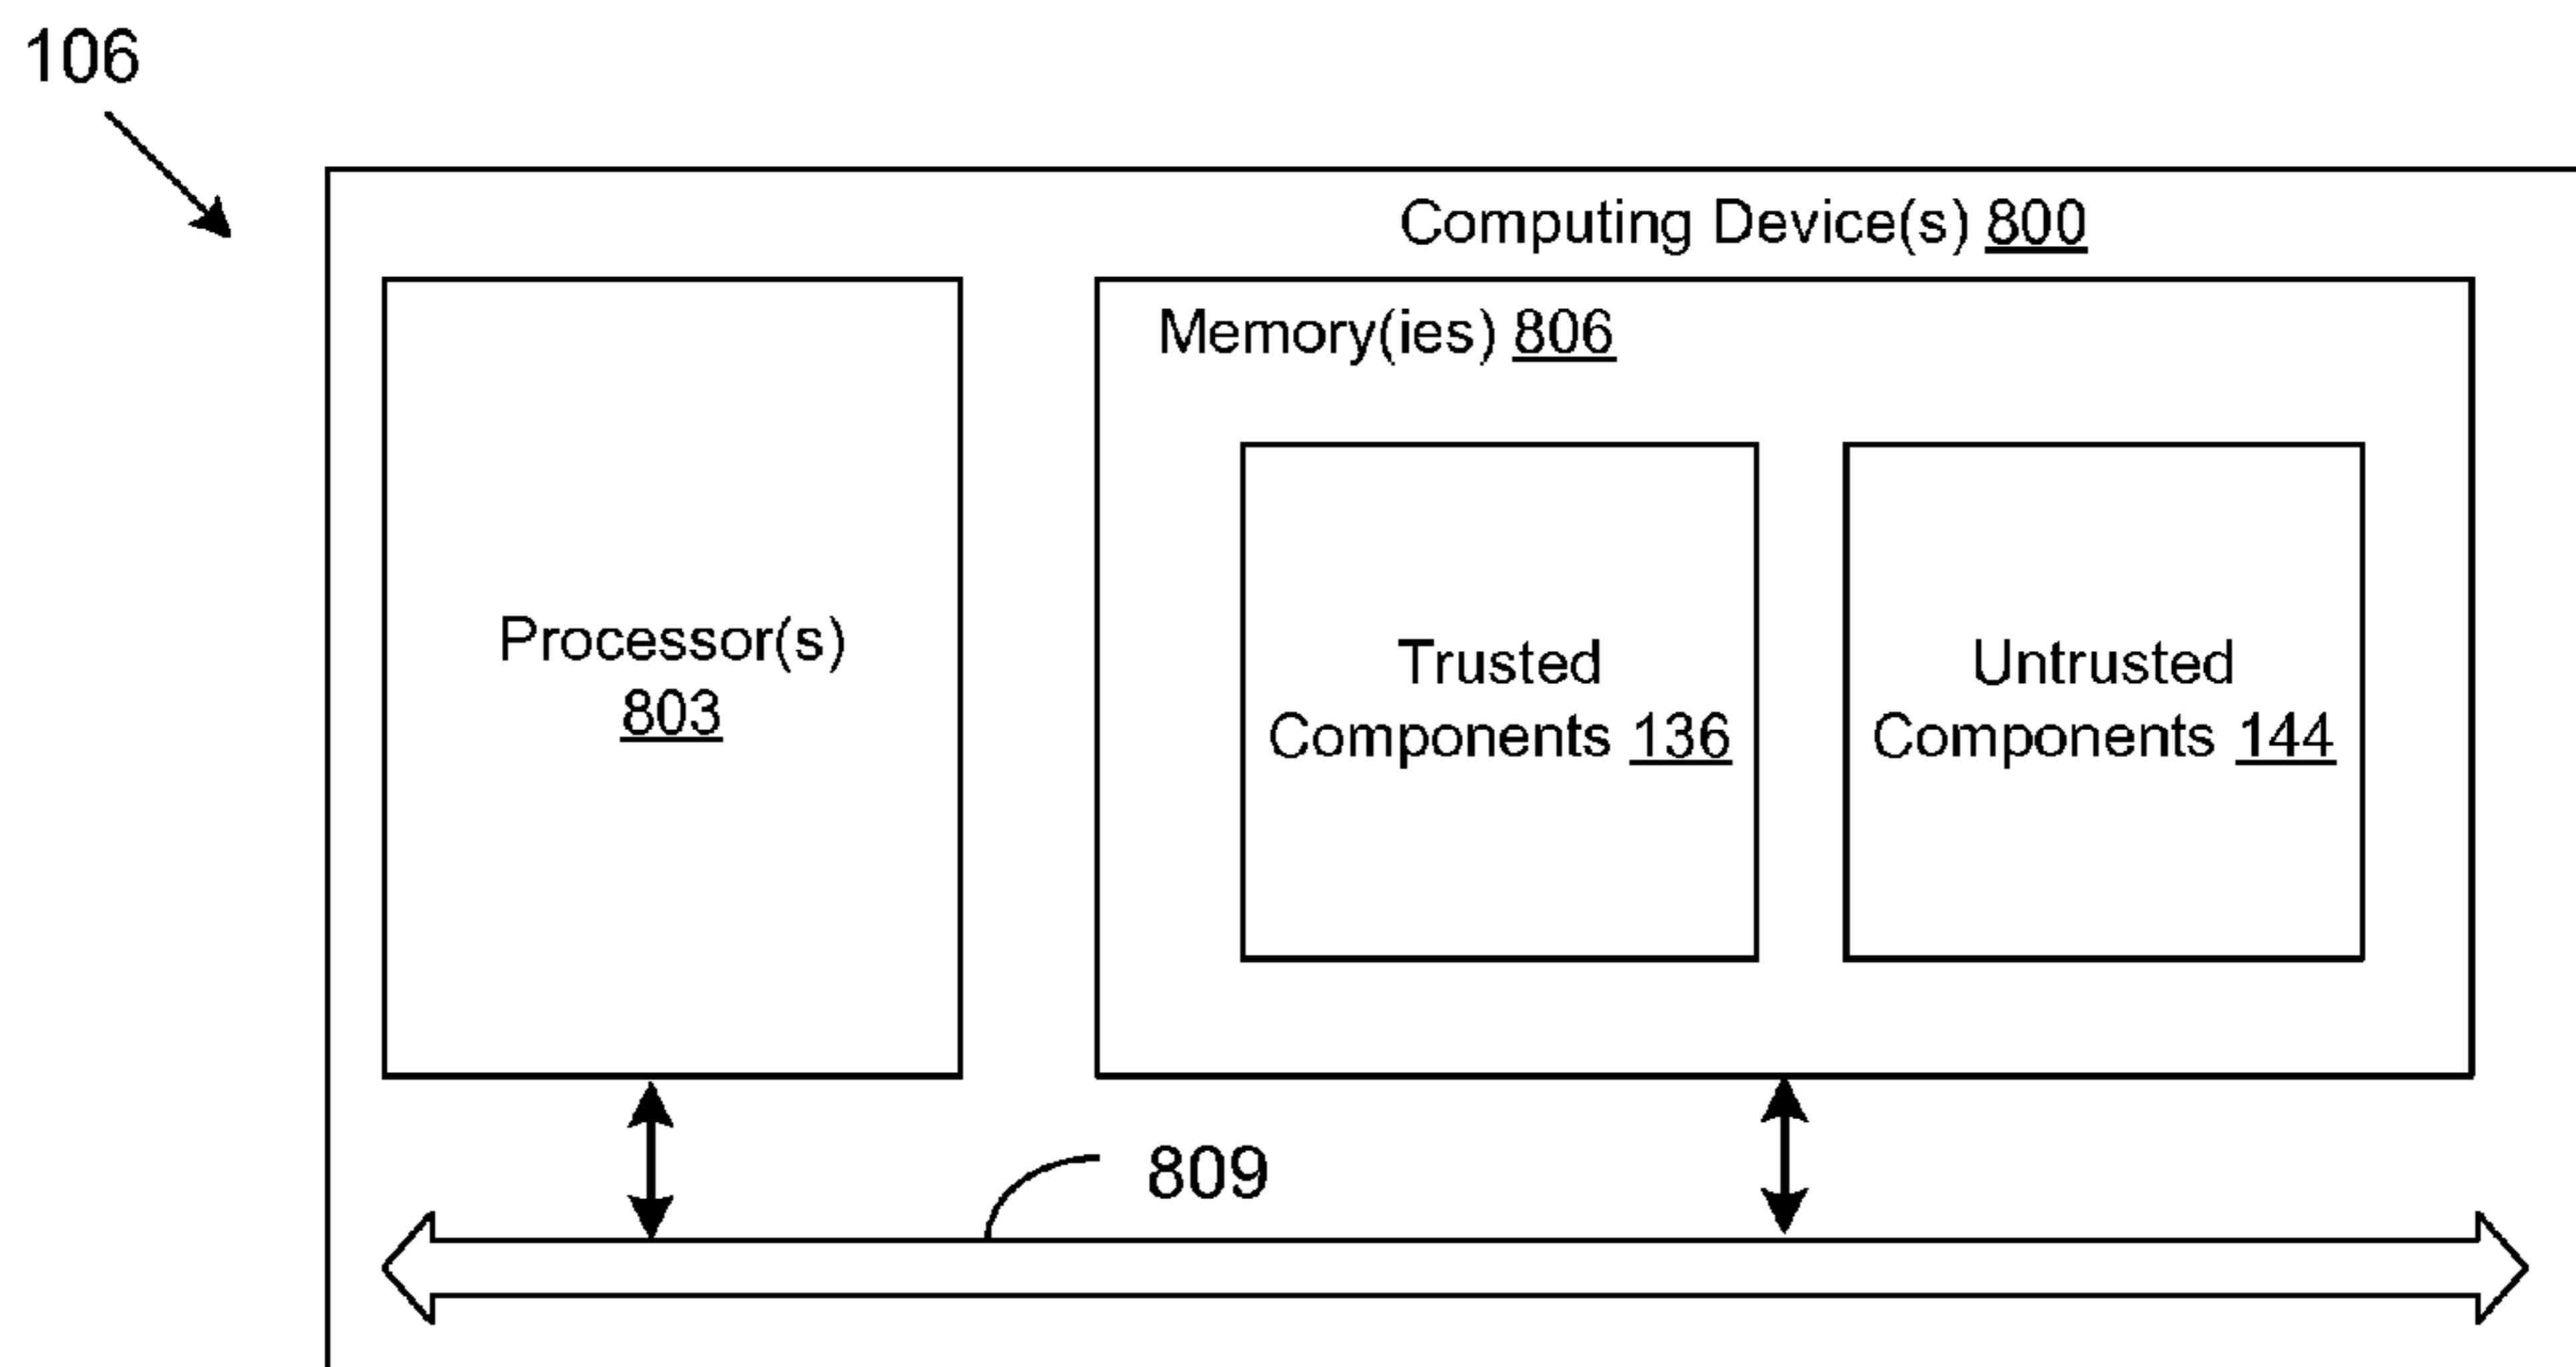 106
Computing Device(s) 800
Memory(ies) 806
Processor(s)
803
Trusted
Components 136
Untrusted
Components 144
809